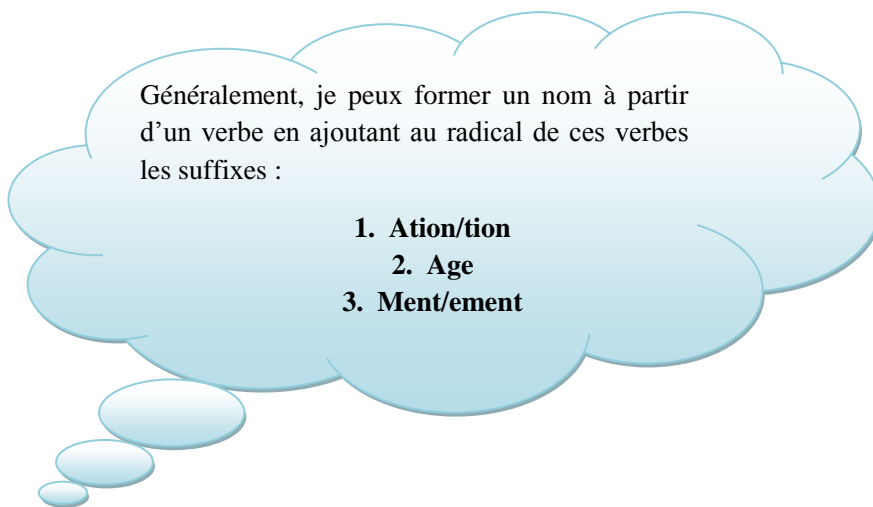 Généralement, je peux former un nom à partir
d’un verbe en ajoutant au radical de ces verbes
les suffixes :
1. Ation/tion
2. Age
3. Ment/ement